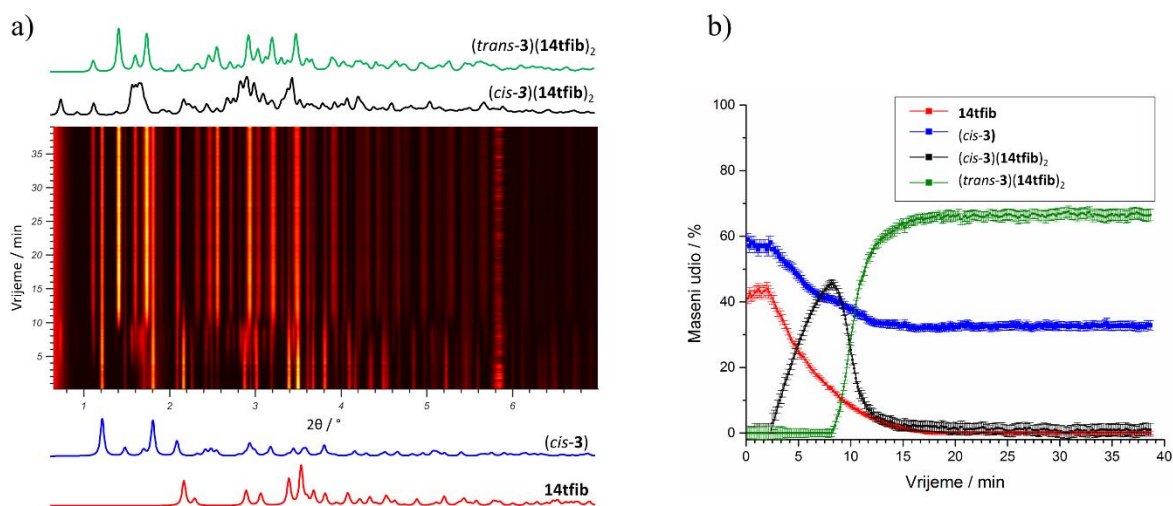 a)
(trans-3)(14tfib)₂
(cis-3)(14tfib)₂
Vrijeme / min
35
30
25
20
15
10
5
1 2 3 4 5 6
2θ / °
(cis-3)
14tfib
b)
14tfib
(cis-3)
(cis-3)(14tfib)₂
(trans-3)(14tfib)₂
Maseni udio / %
100
80
60
40
20
0
0 5 10 15 20 25 30 35 40
Vrijeme / min